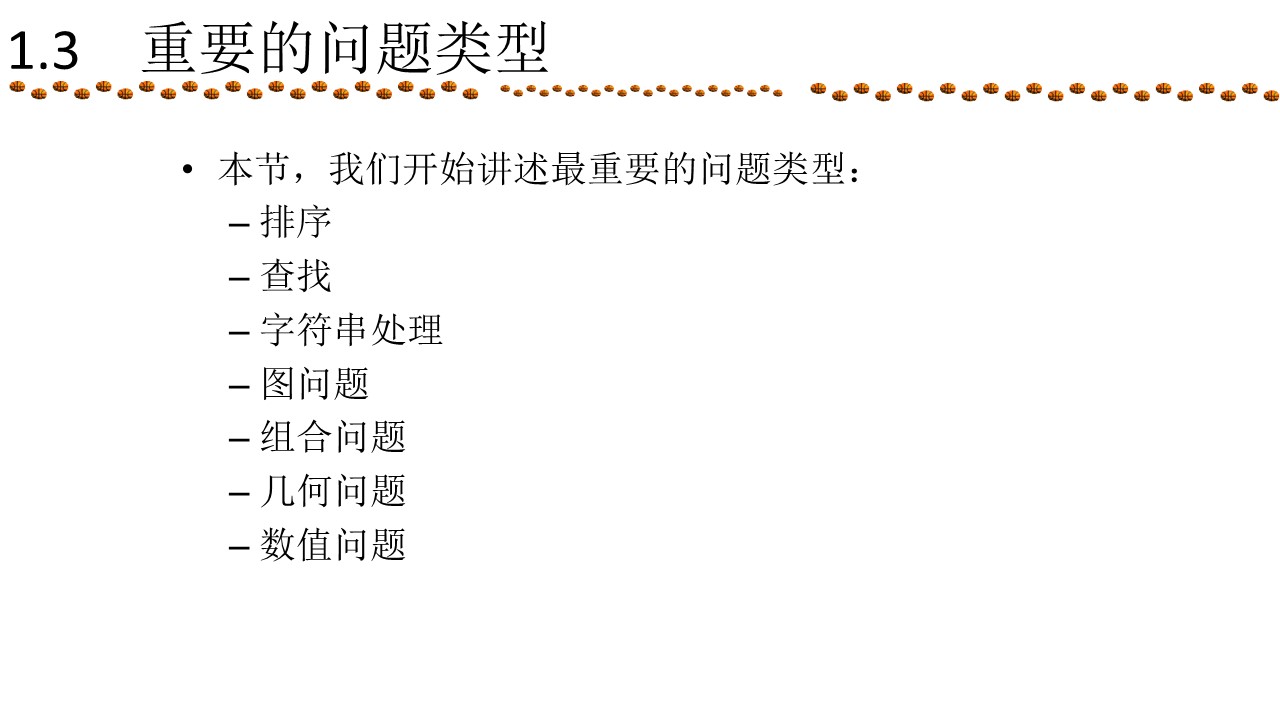 1.3 重要的问题类型
• 本节，我们开始讲述最重要的问题类型：
– 排序
– 查找
– 字符串处理
– 图问题
– 组合问题
– 几何问题
– 数值问题